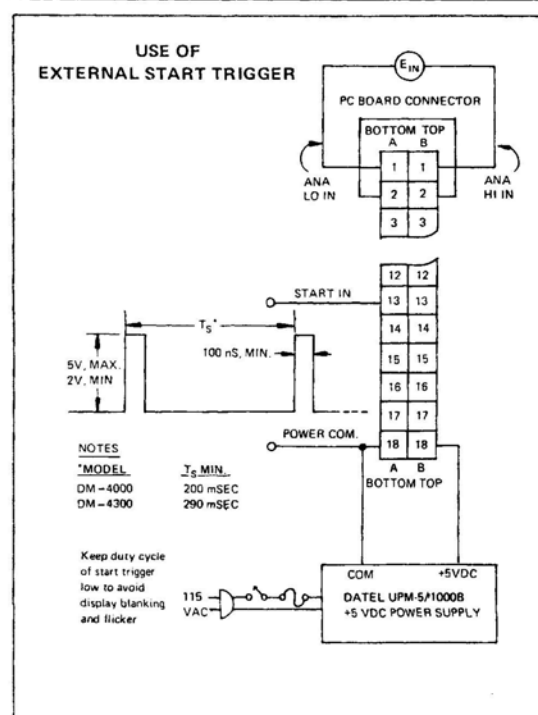 USE OF
EXTERNAL START TRIGGER
E_IN
PC BOARD CONNECTOR
BOTTOM TOP
A B
1 1
2 2
3 3
ANA
LO IN
ANA
HI IN
12 12
START IN
13 13
14 14
15 15
16 16
17 17
18 18
A B
BOTTOM TOP
T_S*
100 nS, MIN.
5V, MAX.
2V, MIN
POWER COM.
NOTES
*MODEL T_S MIN.
DM-4000 200 mSEC
DM-4300 290 mSEC
Keep duty cycle
of start trigger
low to avoid
display blanking
and flicker
115
VAC
COM +5VDC
DATEL UPM-5/1000B
+5 VDC POWER SUPPLY